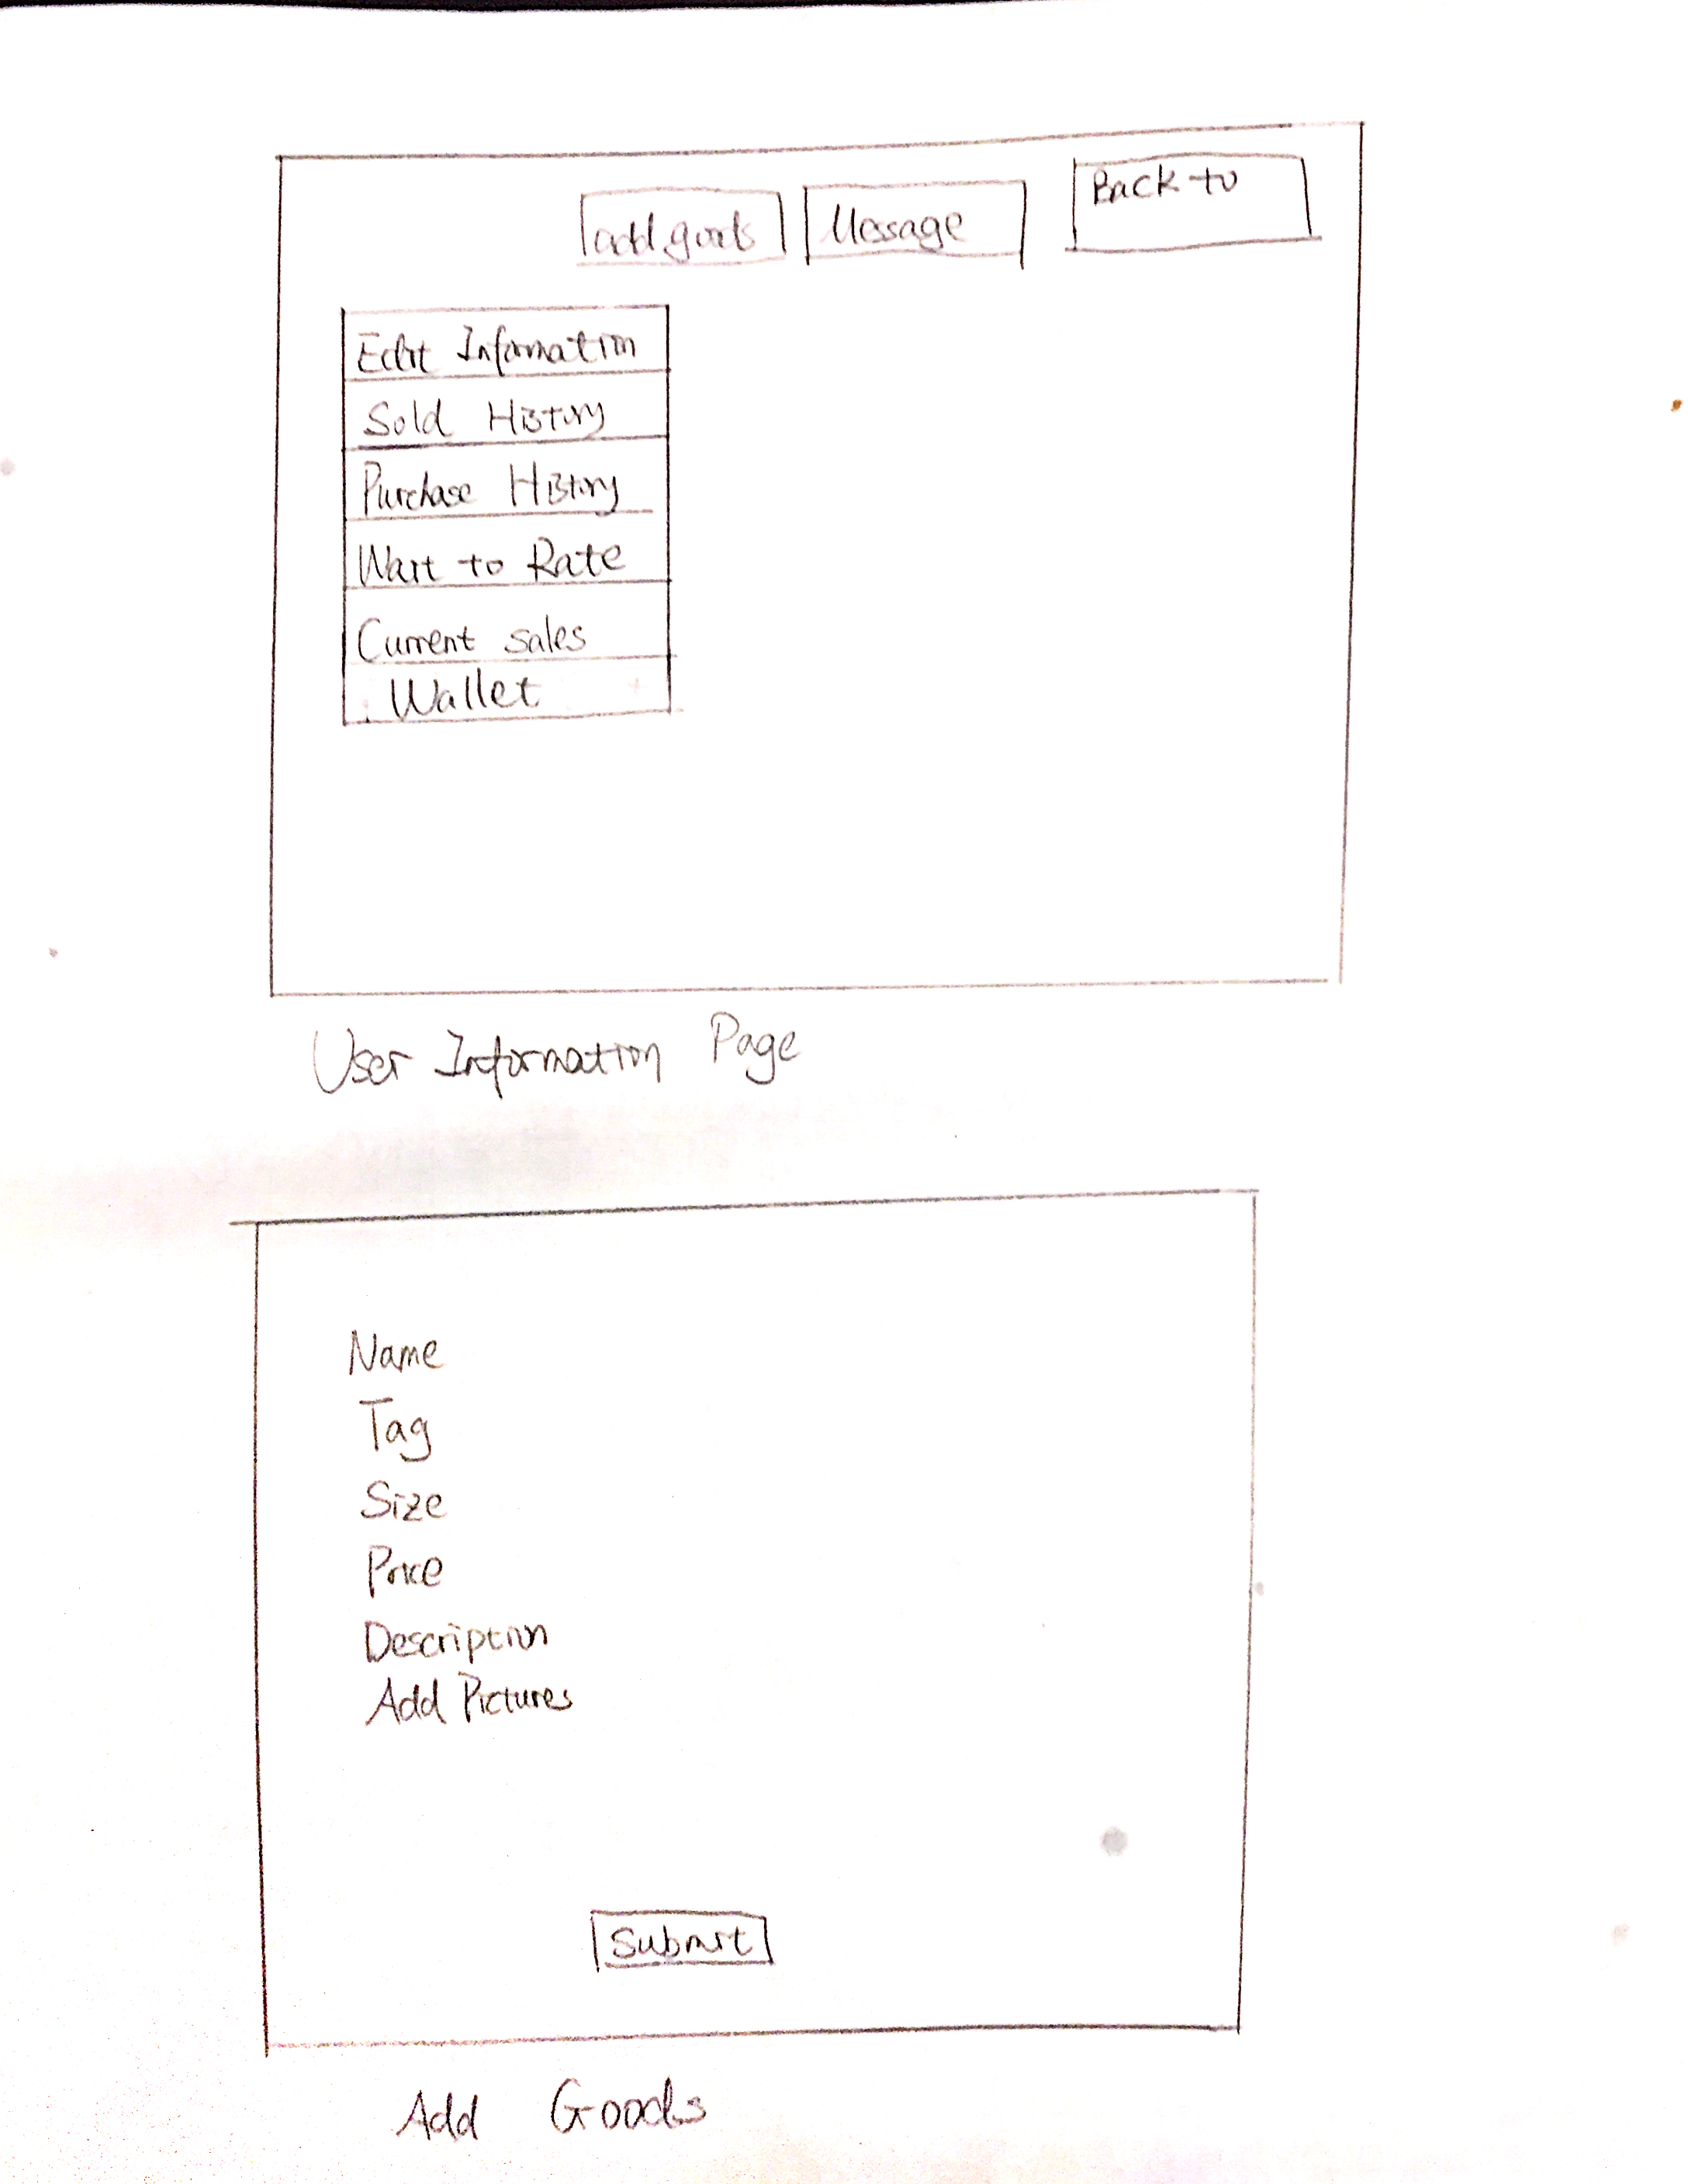 add goods Message Back to
Edit Information
Sold History
Purchase History
Wait to Rate
Current sales
Wallet
User Information Page
Name
Tag
Size
Price
Description
Add Pictures
Submit
Add Goods